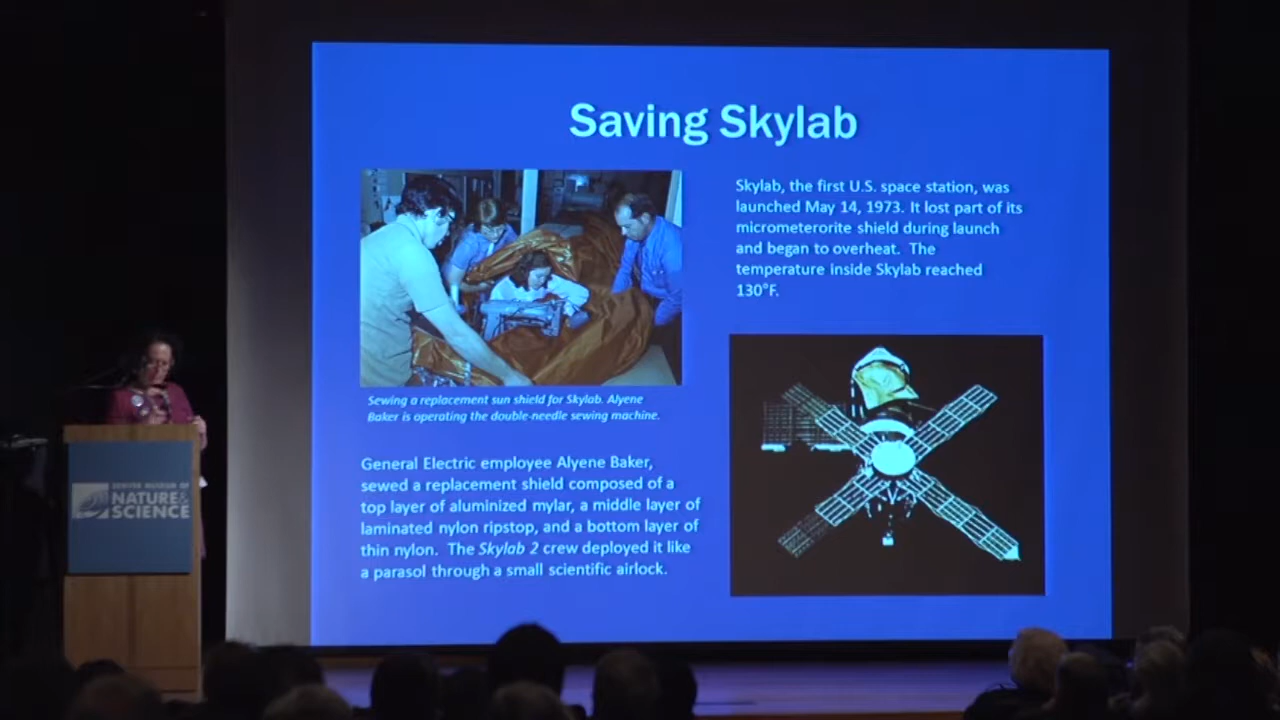 Saving Skylab
Skylab, the first U.S. space station, was
launched May 14, 1973. It lost part of its
micrometerorite shield during launch
and began to overheat. The
temperature inside Skylab reached
130°F.
Sewing a replacement sun shield for Skylab. Alyene
Baker is operating the double-needle sewing machine.
General Electric employee Alyene Baker,
sewed a replacement shield composed of a
top layer of aluminized mylar, a middle layer of
laminated nylon ripstop, and a bottom layer of
thin nylon. The Skylab 2 crew deployed it like
a parasol through a small scientific airlock.
DENVER MUSEUM OF
NATURE &
SCIENCE